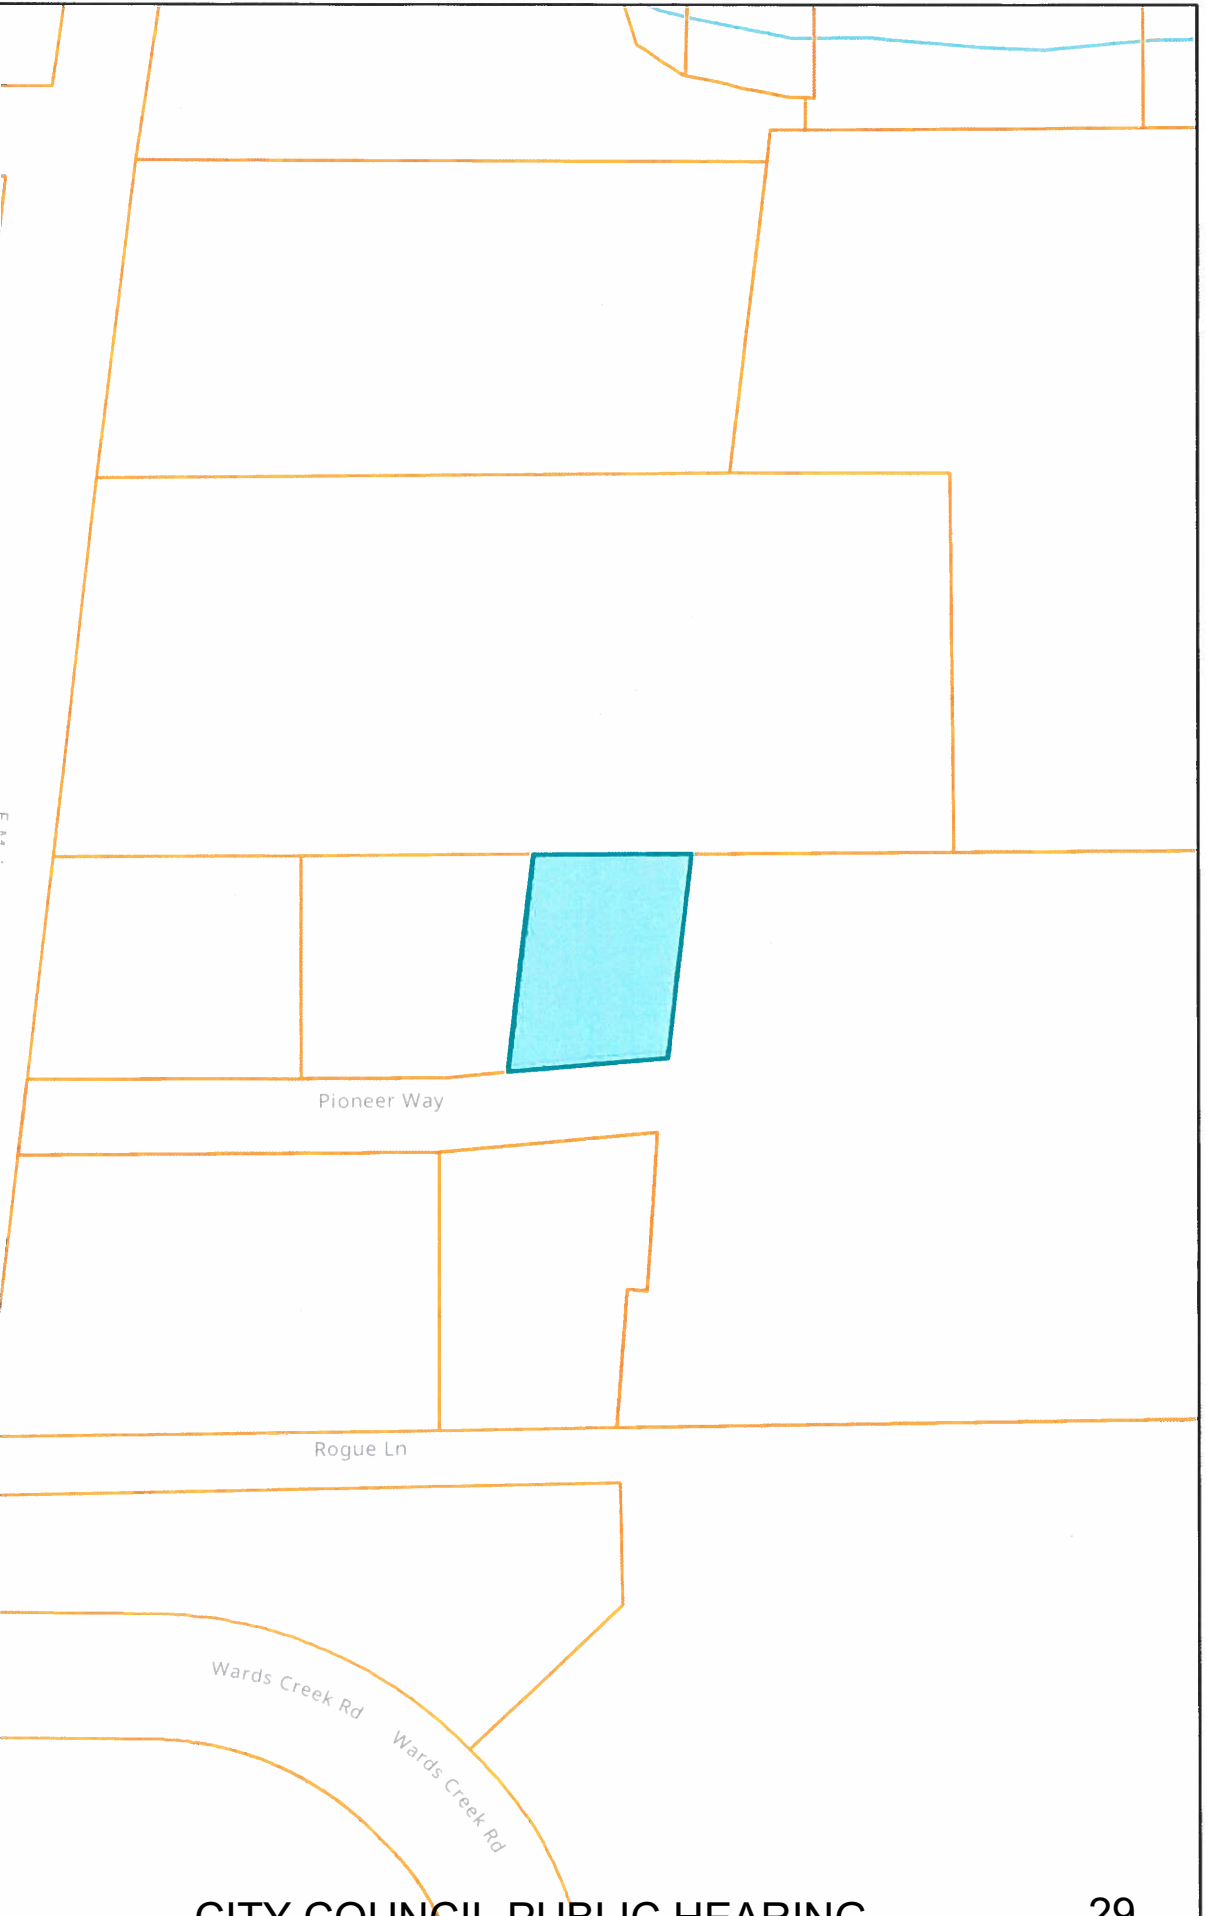 Pioneer Way
Rogue Ln
Wards Creek Rd
Wards Creek Rd
CITY COUNCIL PUBLIC HEARING
29